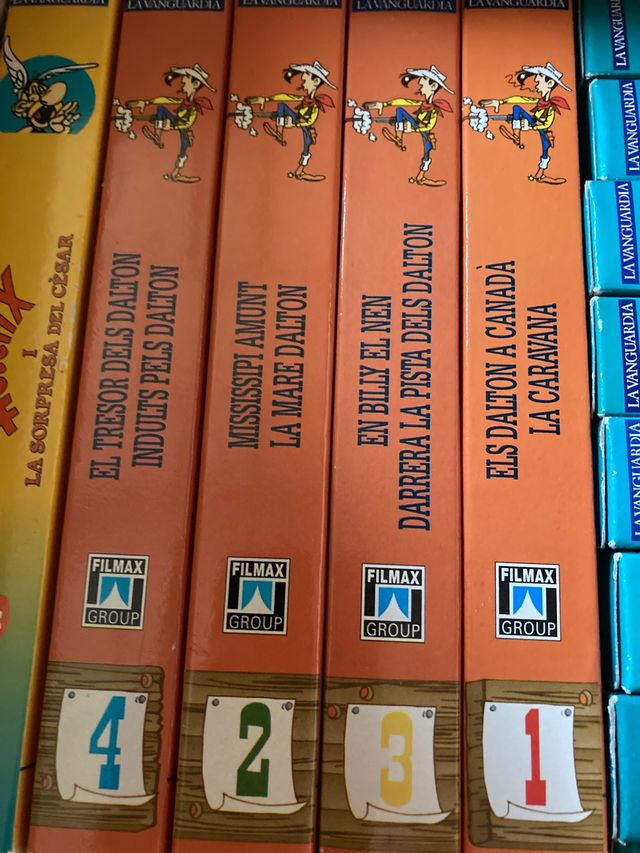 Astèrix
I
LA SORPRESA DEL CÈSAR
LA VANGUARDIA
EL TRESOR DELS DALTON
INDULTS PELS DALTON
FILMAX
GROUP
4
LA VANGUARDIA
MISSISSIPI AMUNT
LA MARE DALTON
FILMAX
GROUP
2
LA VANGUARDIA
EN BILLY EL NEN
DARRERA LA PISTA DELS DALTON
FILMAX
GROUP
3
LA VANGUARDIA
ELS DALTON A CANADÀ
LA CARAVANA
FILMAX
GROUP
1
LA VANGUARDIA
LA VANGUARDIA
LA VANGUARDIA
LA VANGUARDIA
LA VANGUARDIA